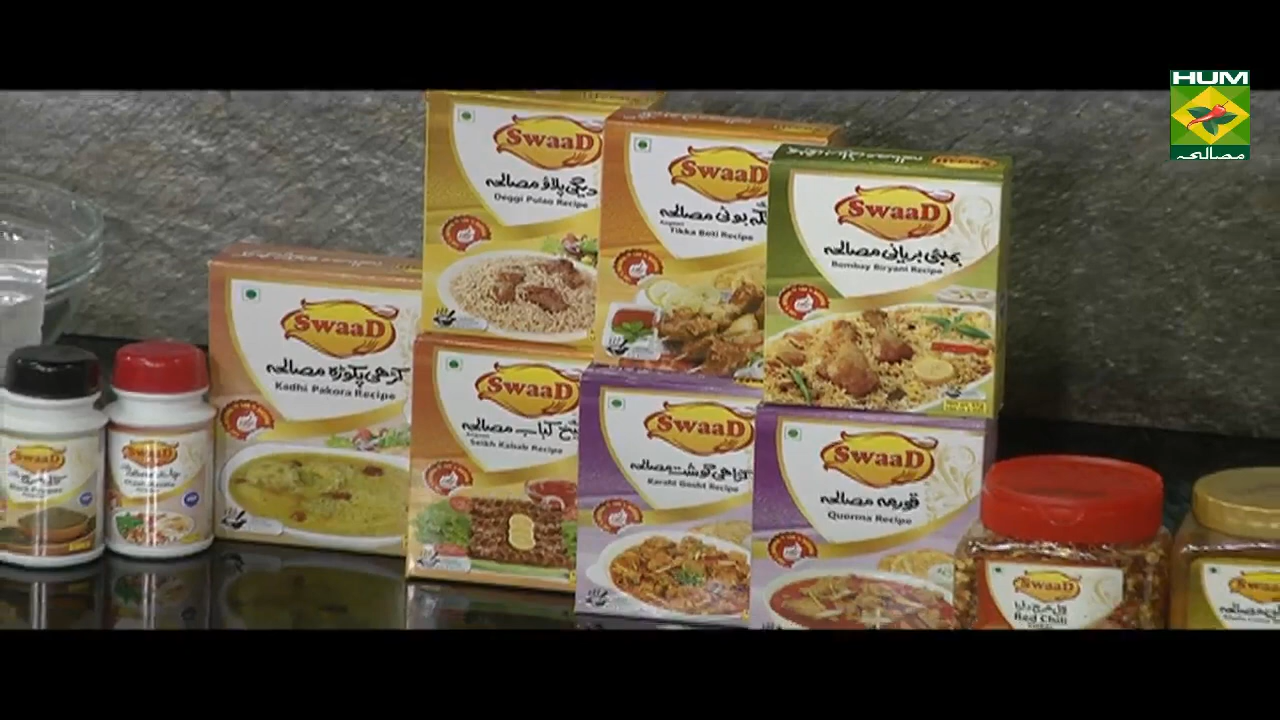 HUM
مصالحہ
SwaaD
دیگی پلاؤ مصالحہ
Deggi Pulao Recipe
SwaaD
تکہ بوٹی مصالحہ
Tikka Boti Recipe
SwaaD
بمبئی بریانی مصالحہ
Bombay Biryani Recipe
SwaaD
کڑھی پکوڑہ مصالحہ
Kadhi Pakora Recipe
SwaaD
سیخ کباب مصالحہ
Seikh Kabab Recipe
SwaaD
کڑاہی گوشت مصالحہ
Karahi Gosht Recipe
SwaaD
قورمہ مصالحہ
Quorma Recipe
SwaaD
SwaaD
SwaaD
Red Chili
SwaaD